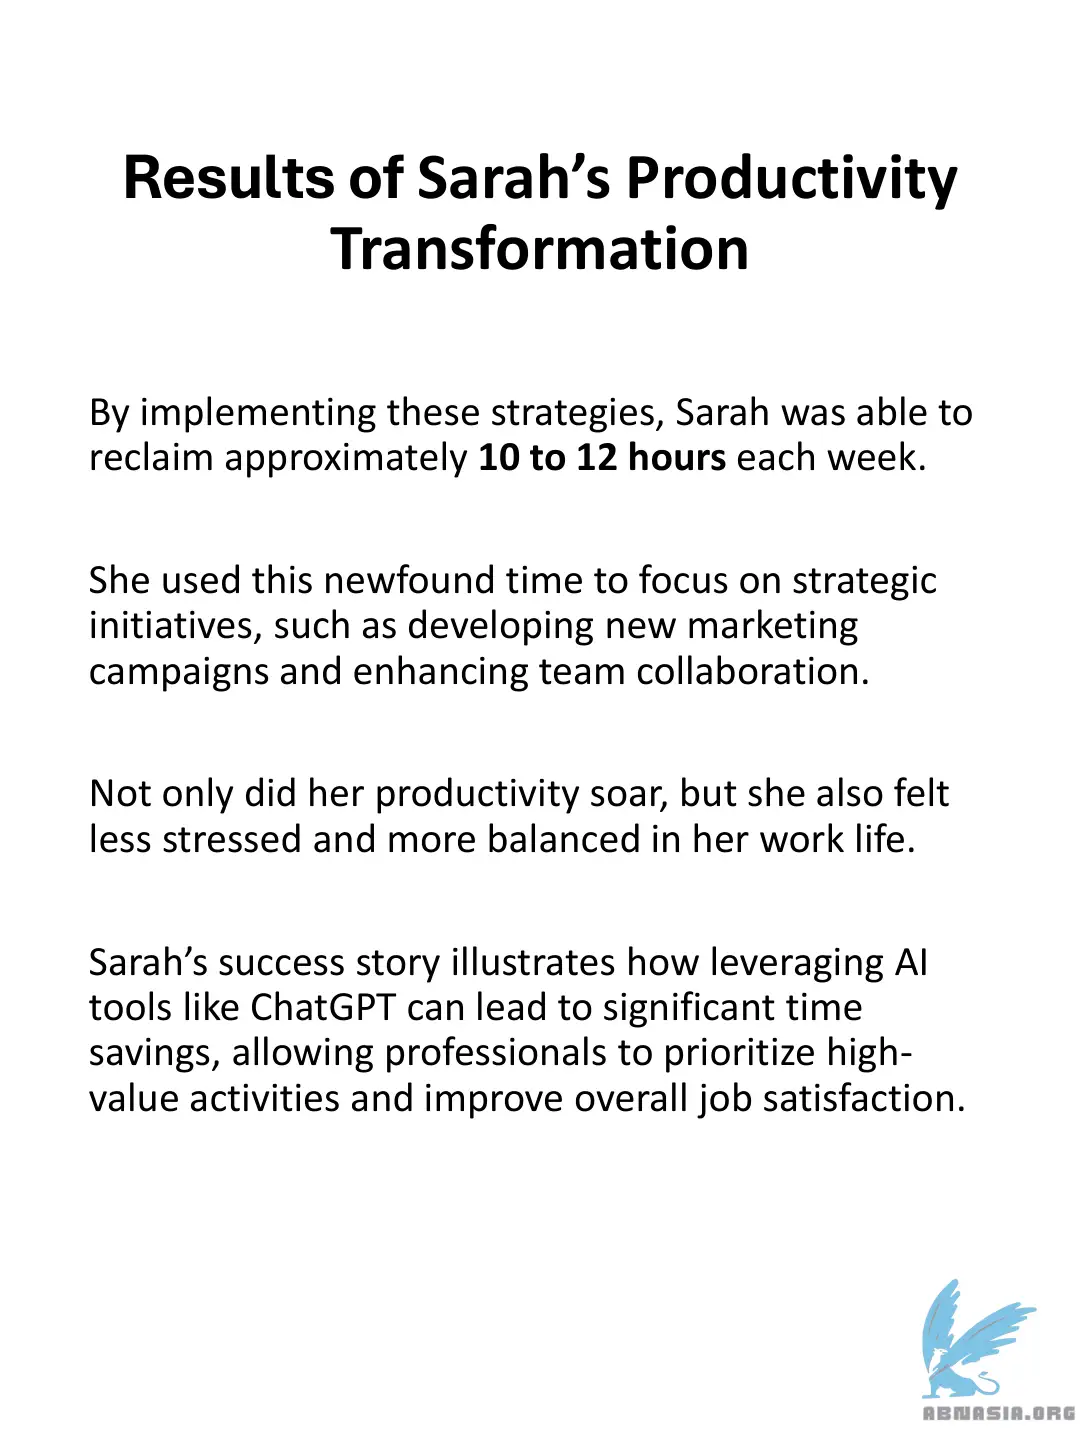 Results of Sarah’s Productivity
Transformation
By implementing these strategies, Sarah was able to
reclaim approximately 10 to 12 hours each week.
She used this newfound time to focus on strategic
initiatives, such as developing new marketing
campaigns and enhancing team collaboration.
Not only did her productivity soar, but she also felt
less stressed and more balanced in her work life.
Sarah’s success story illustrates how leveraging AI
tools like ChatGPT can lead to significant time
savings, allowing professionals to prioritize high-
value activities and improve overall job satisfaction.
ABNASIA.ORG